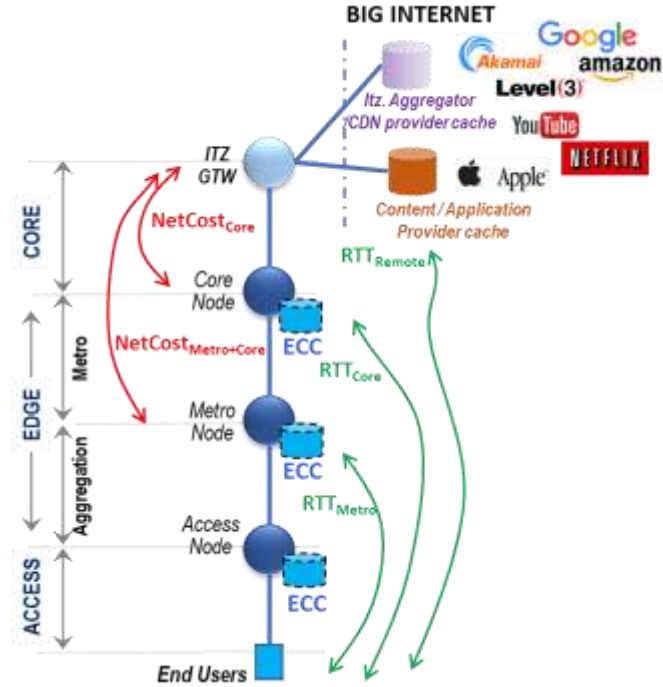 BIG INTERNET
Google
Akamai
amazon
Level(3)
Itz. Aggregator
/CDN provider cache
YouTube
NETFLIX
ITZ
GTW
Apple
Content/Application
Provider cache
CORE
NetCostCore
RTTRemote
Core
Node
ECC
NetCostMetro+Core
RTTCore
EDGE
Metro
Metro
Node
ECC
RTTMetro
Aggregation
Access
Node
ECC
ACCESS
End Users